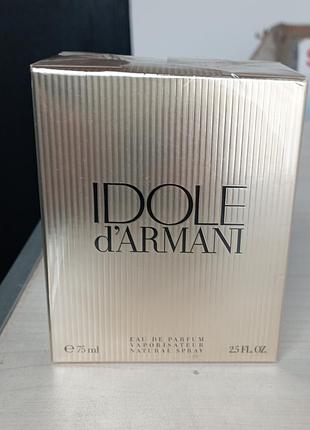 IDOLE
d'ARMANI
EAU DE PARFUM
VAPORISATEUR
NATURAL SPRAY
℮ 75 ml
2.5 FL. OZ.